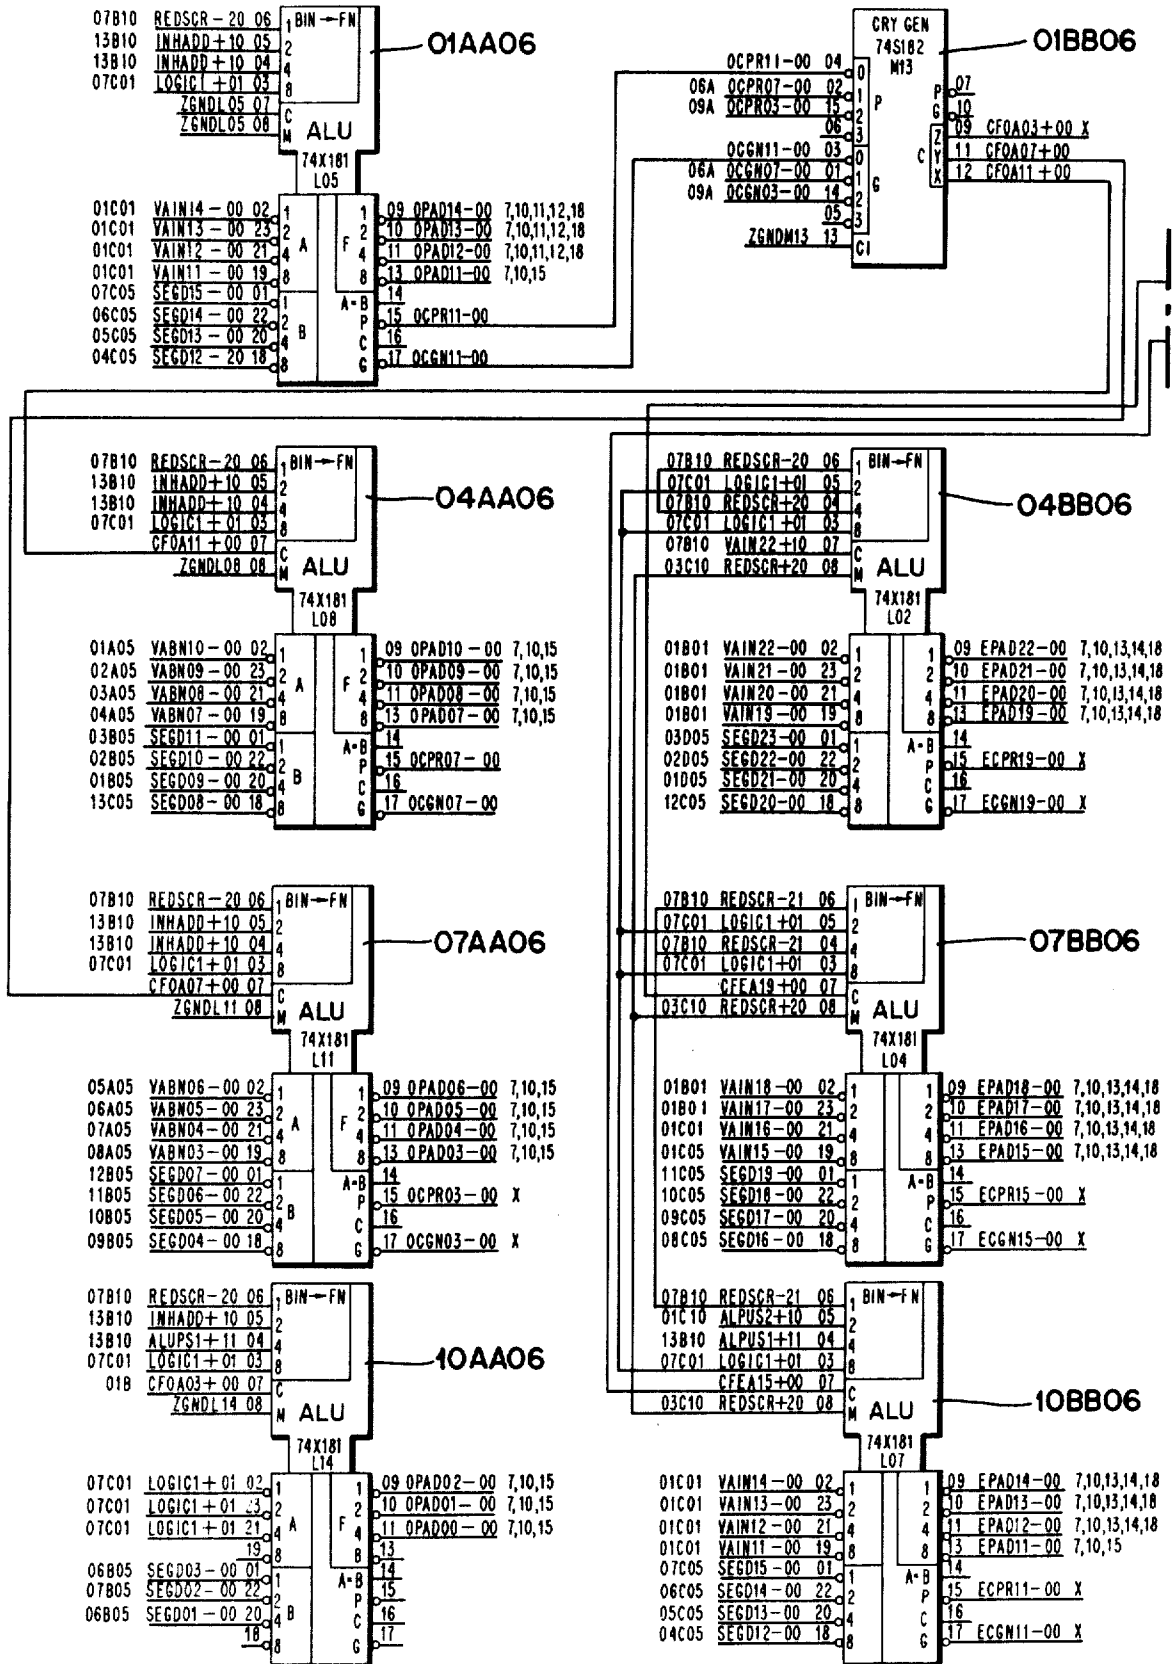 07B10 REDSCR-20 06 1 BIN→FN
13B10 INHADD+10 05 2
13B10 INHADD+10 04 4
07C01 LOGIC1+01 03 8
ZGNDL05 07 C
ZGNDL05 08 M ALU
01AA06
74X181
L05
01C01 VAIN14-00 02 1 A F 1 09 OPAD14-00 7,10,11,12,18
01C01 VAIN13-00 23 2 2 10 OPAD13-00 7,10,11,12,18
01C01 VAIN12-00 21 4 4 11 OPAD12-00 7,10,11,12,18
01C01 VAIN11-00 19 8 8 13 OPAD11-00 7,10,15
07C05 SEGD15-00 01 1 B A=B 14
06C05 SEGD14-00 22 2 P 15 OCPR11-00
05C05 SEGD13-00 20 4 C 16
04C05 SEGD12-20 18 8 G 17 OCGN11-00
CRY GEN
74S182
M13
01BB06
OCPR11-00 04 0 P
06A OCPR07-00 02 1
09A OCPR03-00 15 2
06 3
OCGN11-00 03 0 G
06A OCGN07-00 01 1
09A OCGN03-00 14 2
05 3
ZGNDM13 13 CI
P 07
G 10
C Z 09 CFOA03+00 X
Y 11 CFOA07+00
X 12 CFOA11+00
07B10 REDSCR-20 06 1 BIN→FN
13B10 INHADD+10 05 2
13B10 INHADD+10 04 4
07C01 LOGIC1+01 03 8
CFOA11+00 07 C
ZGNDL08 08 M ALU
04AA06
74X181
L08
01A05 VABN10-00 02 1 A F 1 09 OPAD10-00 7,10,15
02A05 VABN09-00 23 2 2 10 OPAD09-00 7,10,15
03A05 VABN08-00 21 4 4 11 OPAD08-00 7,10,15
04A05 VABN07-00 19 8 8 13 OPAD07-00 7,10,15
03B05 SEGD11-00 01 1 B A=B 14
02B05 SEGD10-00 22 2 P 15 OCPR07-00
01B05 SEGD09-00 20 4 C 16
13C05 SEGD08-00 18 8 G 17 OCGN07-00
07B10 REDSCR-20 06 1 BIN→FN
07C01 LOGIC1+01 05 2
07B10 REDSCR+20 04 4
07C01 LOGIC1+01 03 8
07B10 VAIN22+10 07 C
03C10 REDSCR+20 08 M ALU
04BB06
74X181
L02
01B01 VAIN22-00 02 1 1 09 EPAD22-00 7,10,13,14,18
01B01 VAIN21-00 23 2 2 10 EPAD21-00 7,10,13,14,18
01B01 VAIN20-00 21 4 4 11 EPAD20-00 7,10,13,14,18
01B01 VAIN19-00 19 8 8 13 EPAD19-00 7,10,13,14,18
03D05 SEGD23-00 01 1 A=B 14
02D05 SEGD22-00 22 2 P 15 ECPR19-00 X
01D05 SEGD21-00 20 4 C 16
12C05 SEGD20-00 18 8 G 17 ECGN19-00 X
07B10 REDSCR-20 06 1 BIN→FN
13B10 INHADD+10 05 2
13B10 INHADD+10 04 4
07C01 LOGIC1+01 03 8
CFOA07+00 07 C
ZGNDL11 08 M ALU
07AA06
74X181
L11
05A05 VABN06-00 02 1 A F 1 09 OPAD06-00 7,10,15
06A05 VABN05-00 23 2 2 10 OPAD05-00 7,10,15
07A05 VABN04-00 21 4 4 11 OPAD04-00 7,10,15
08A05 VABN03-00 19 8 8 13 OPAD03-00 7,10,15
12B05 SEGD07-00 01 1 B A=B 14
11B05 SEGD06-00 22 2 P 15 OCPR03-00 X
10B05 SEGD05-00 20 4 C 16
09B05 SEGD04-00 18 8 G 17 OCGN03-00 X
07B10 REDSCR-21 06 1 BIN→FN
07C01 LOGIC1+01 05 2
07B10 REDSCR-21 04 4
07C01 LOGIC1+01 03 8
CFEA19+00 07 C
03C10 REDSCR+20 08 M ALU
07BB06
74X181
L04
01B01 VAIN18-00 02 1 1 09 EPAD18-00 7,10,13,14,18
01B01 VAIN17-00 23 2 2 10 EPAD17-00 7,10,13,14,18
01C01 VAIN16-00 21 4 4 11 EPAD16-00 7,10,13,14,18
01C05 VAIN15-00 19 8 8 13 EPAD15-00 7,10,13,14,18
11C05 SEGD19-00 01 1 A=B 14
10C05 SEGD18-00 22 2 P 15 ECPR15-00 X
09C05 SEGD17-00 20 4 C 16
08C05 SEGD16-00 18 8 G 17 ECGN15-00 X
07B10 REDSCR-20 06 1 BIN→FN
13B10 INHADD+10 05 2
13B10 ALUPS1+11 04 4
07C01 LOGIC1+01 03 8
01B CFOA03+00 07 C
ZGNDL14 08 M ALU
10AA06
74X181
L14
07C01 LOGIC1+01 02 1 A F 1 09 OPAD02-00 7,10,15
07C01 LOGIC1+01 23 2 2 10 OPAD01-00 7,10,15
07C01 LOGIC1+01 21 4 4 11 OPAD00-00 7,10,15
19 8 8 13
06B05 SEGD03-00 01 1 B A=B 14
07B05 SEGD02-00 22 2 P 15
06B05 SEGD01-00 20 4 C 16
18 8 G 17
07B10 REDSCR-21 06 1 BIN→FN
01C10 ALPUS2+10 05 2
13B10 ALPUS1+11 04 4
07C01 LOGIC1+01 03 8
CFEA15+00 07 C
03C10 REDSCR+20 08 M ALU
10BB06
74X181
L07
01C01 VAIN14-00 02 1 1 09 EPAD14-00 7,10,13,14,18
01C01 VAIN13-00 23 2 2 10 EPAD13-00 7,10,13,14,18
01C01 VAIN12-00 21 4 4 11 EPAD12-00 7,10,13,14,18
01C01 VAIN11-00 19 8 8 13 EPAD11-00 7,10,15
07C05 SEGD15-00 01 1 A=B 14
06C05 SEGD14-00 22 2 P 15 ECPR11-00 X
05C05 SEGD13-00 20 4 C 16
04C05 SEGD12-00 18 8 G 17 ECGN11-00 X